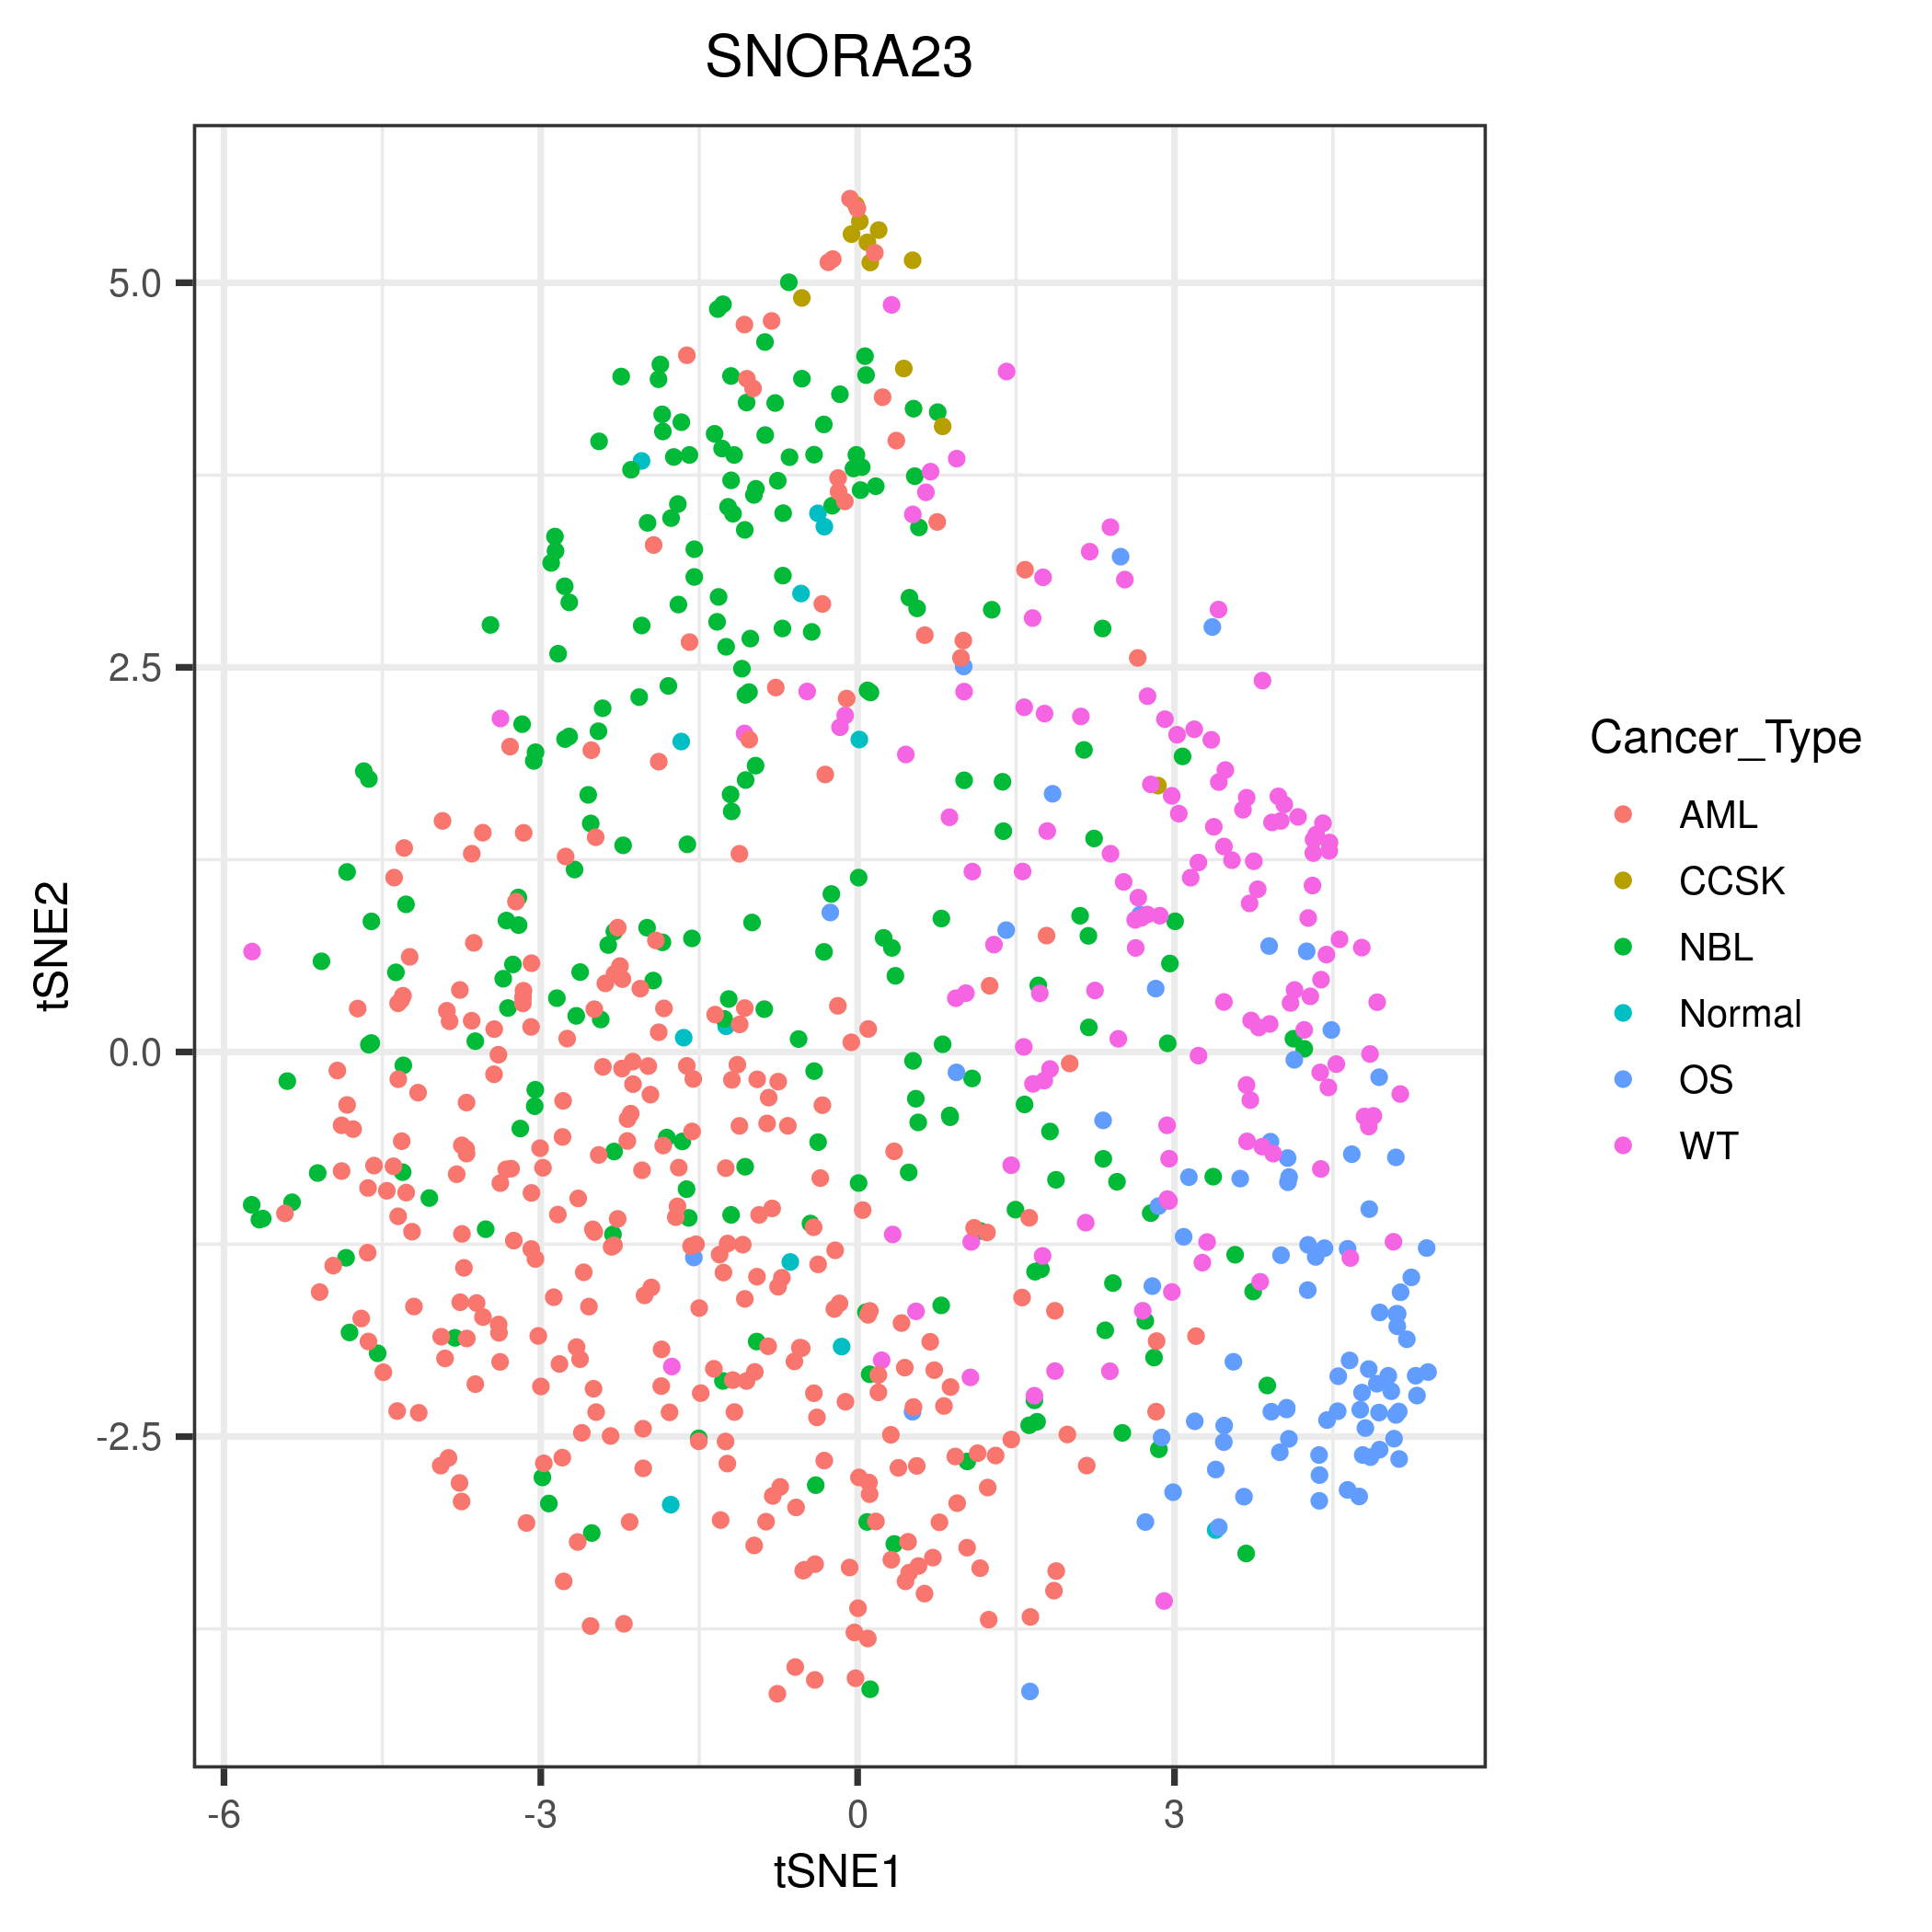 SNORA23
5.0
2.5
0.0
-2.5
tSNE2
-6
-3
0
3
tSNE1
Cancer_Type
AML
CCSK
NBL
Normal
OS
WT